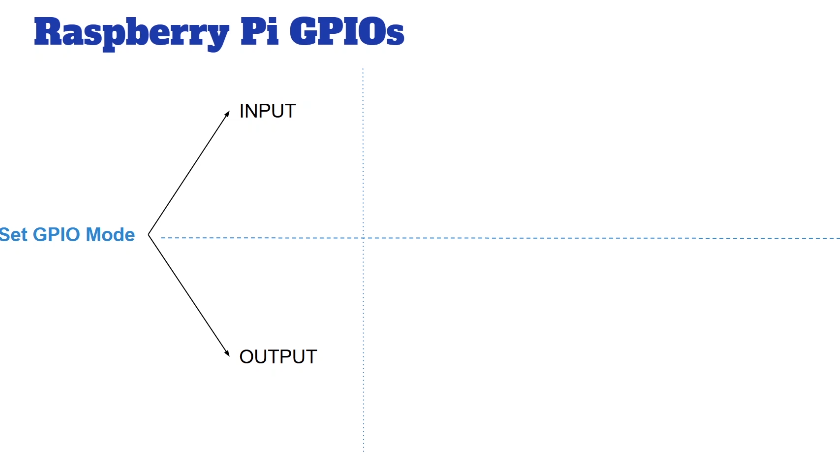 Raspberry Pi GPIOs
INPUT
Set GPIO Mode
OUTPUT